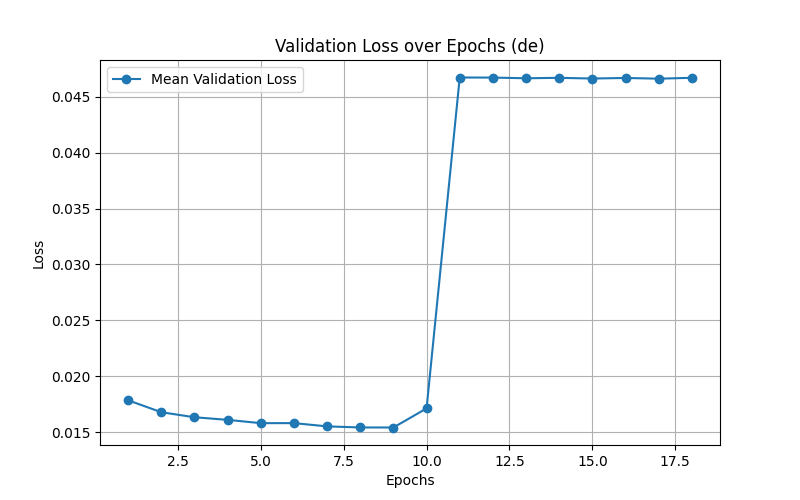 Validation Loss over Epochs (de)
Mean Validation Loss
0.045
0.040
0.035
0.030
0.025
0.020
0.015
Loss
2.5 5.0 7.5 10.0 12.5 15.0 17.5
Epochs